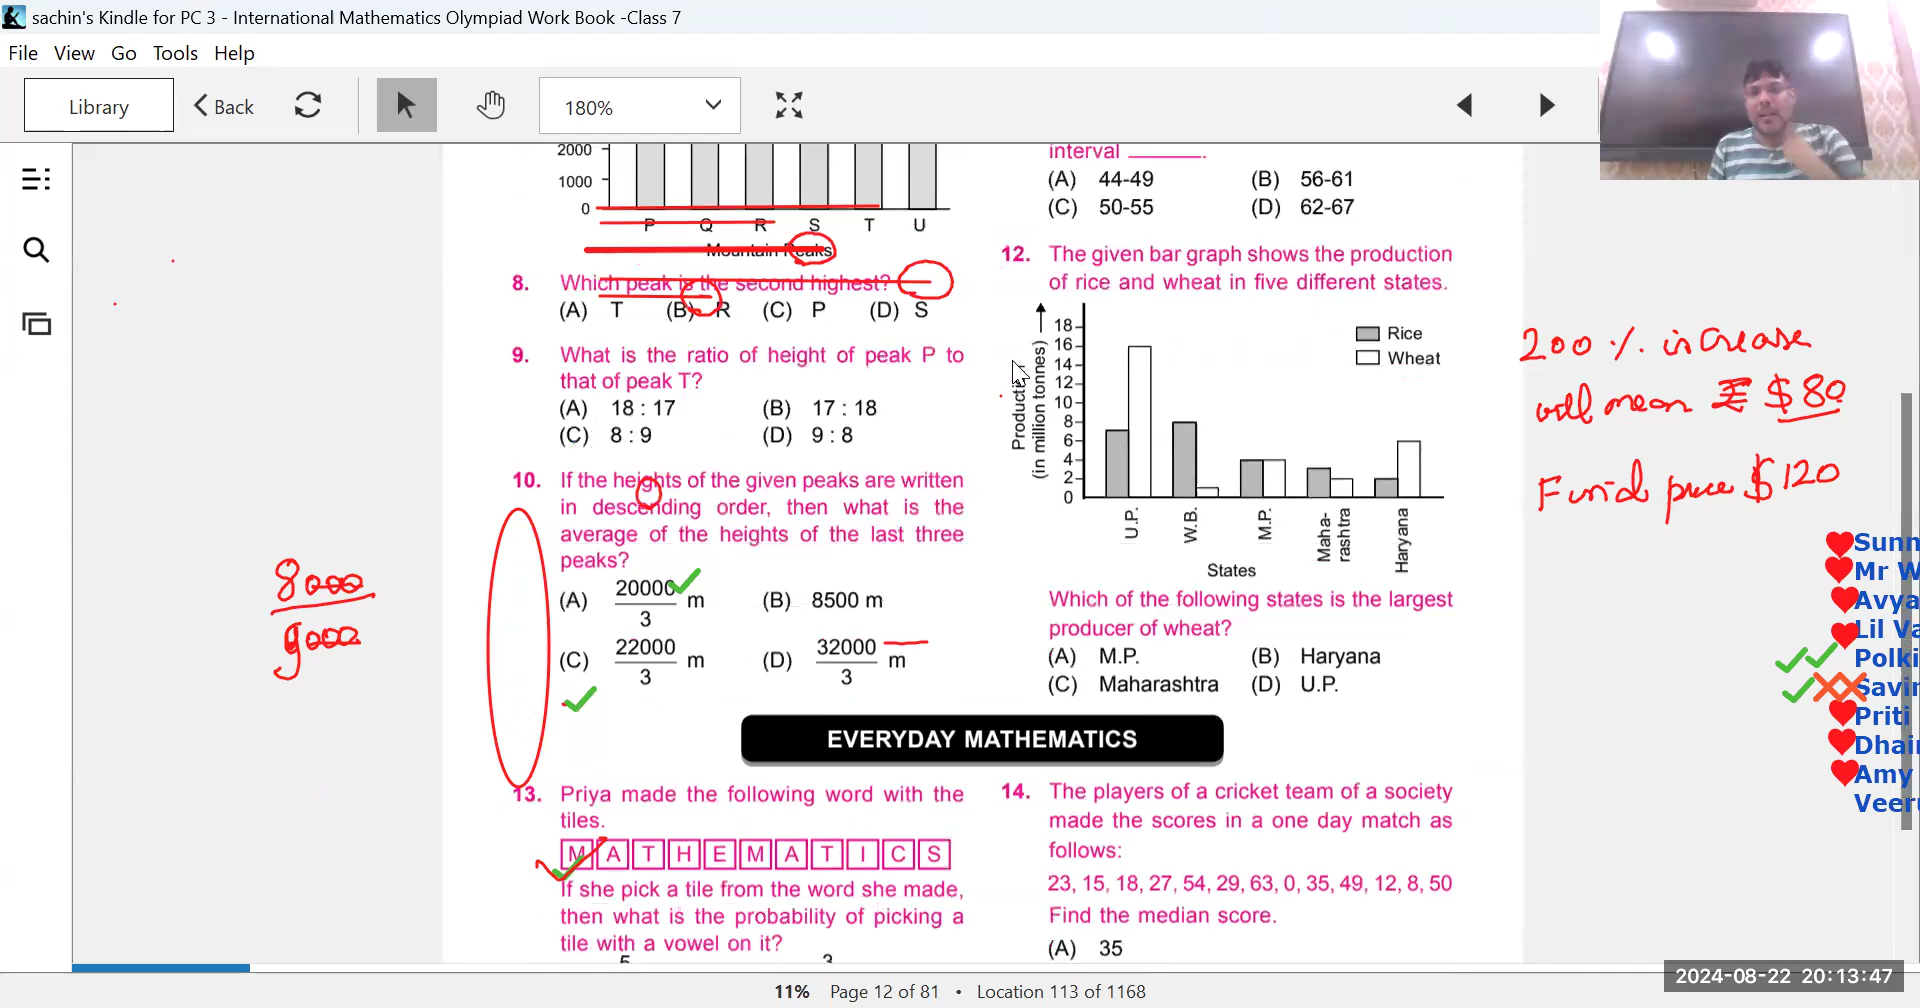 sachin's Kindle for PC 3 - International Mathematics Olympiad Work Book -Class 7
File View Go Tools Help
Library Back 180%
2000
1000
0
P Q R S T U
Mountain Peaks
8. Which peak is the second highest?
(A) T (B) R (C) P (D) S
9. What is the ratio of height of peak P to
that of peak T?
(A) 18 : 17 (B) 17 : 18
(C) 8 : 9 (D) 9 : 8
10. If the heights of the given peaks are written
in descending order, then what is the
average of the heights of the last three
peaks?
(A) 20000/3 m (B) 8500 m
(C) 22000/3 m (D) 32000/3 m
8000
9000
interval ________.
(A) 44-49 (B) 56-61
(C) 50-55 (D) 62-67
12. The given bar graph shows the production
of rice and wheat in five different states.
Production
(in million tonnes)
18
16
14
12
10
8
6
4
2
0
Rice
Wheat
U.P. W.B. M.P. Maha-rashtra Haryana
States
Which of the following states is the largest
producer of wheat?
(A) M.P. (B) Haryana
(C) Maharashtra (D) U.P.
200 % increase
will mean $80
price $120
Sunn
Mr W
Avya
Lil Va
Polki
Savin
Priti
Dhair
Amy
Veeru
EVERYDAY MATHEMATICS
13. Priya made the following word with the
tiles.
M A T H E M A T I C S
If she pick a tile from the word she made,
then what is the probability of picking a
tile with a vowel on it?
14. The players of a cricket team of a society
made the scores in a one day match as
follows:
23, 15, 18, 27, 54, 29, 63, 0, 35, 49, 12, 8, 50
Find the median score.
(A) 35
2024-08-22 20:13:47
11% Page 12 of 81 • Location 113 of 1168